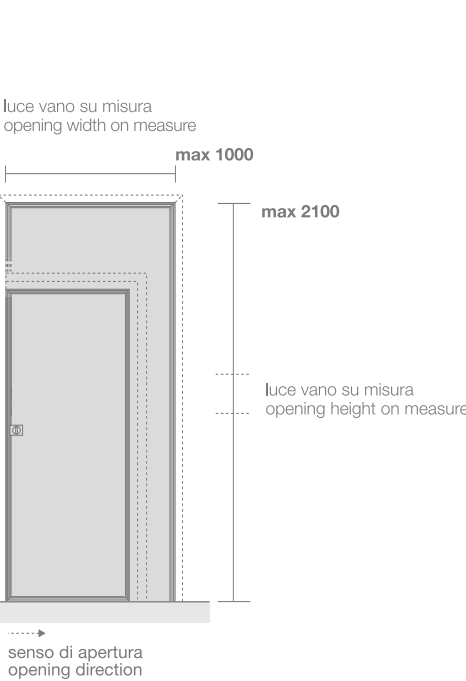 luce vano su misura
opening width on measure
max 1000
max 2100
luce vano su misura
opening height on measure
senso di apertura
opening direction